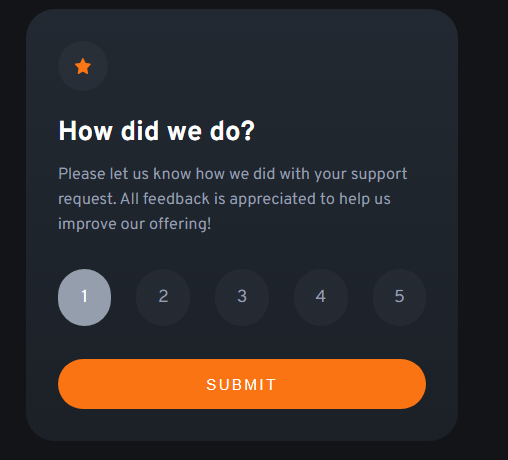 How did we do?
Please let us know how we did with your support
request. All feedback is appreciated to help us
improve our offering!
1 2 3 4 5
SUBMIT